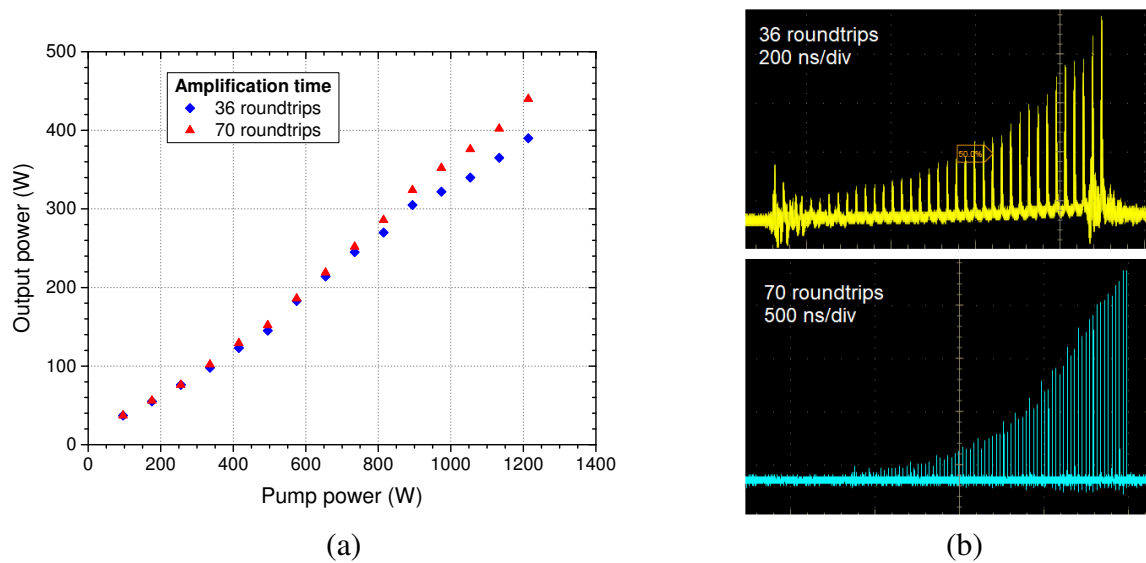 500
400
300
200
100
0
Output power (W)
Amplification time
36 roundtrips
70 roundtrips
0 200 400 600 800 1000 1200 1400
Pump power (W)
(a)
36 roundtrips
200 ns/div
50.0%
70 roundtrips
500 ns/div
(b)